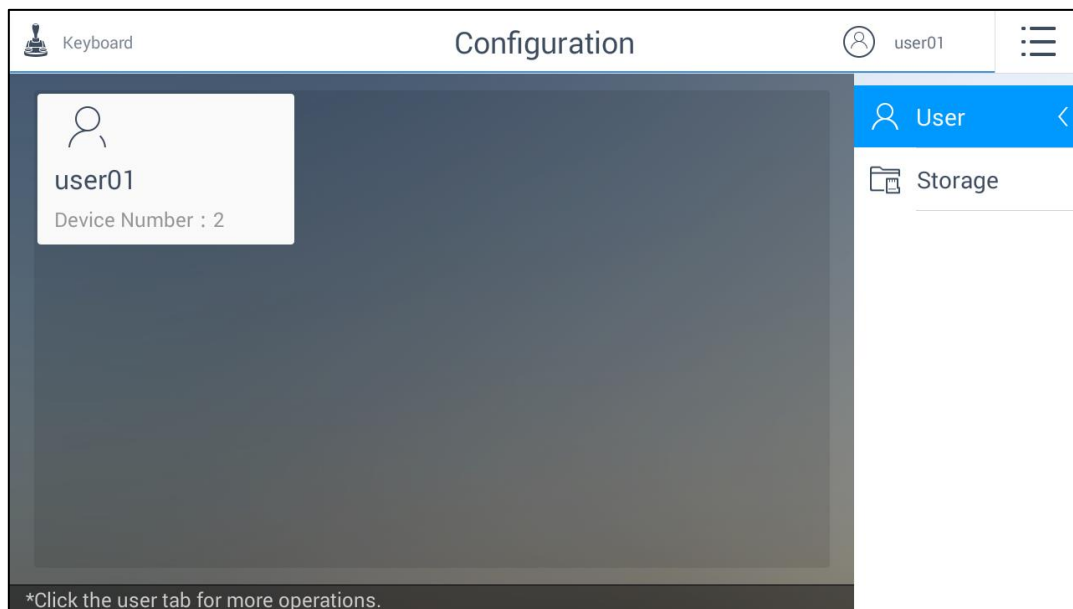 Keyboard
Configuration
user01
User
Storage
user01
Device Number : 2
*Click the user tab for more operations.